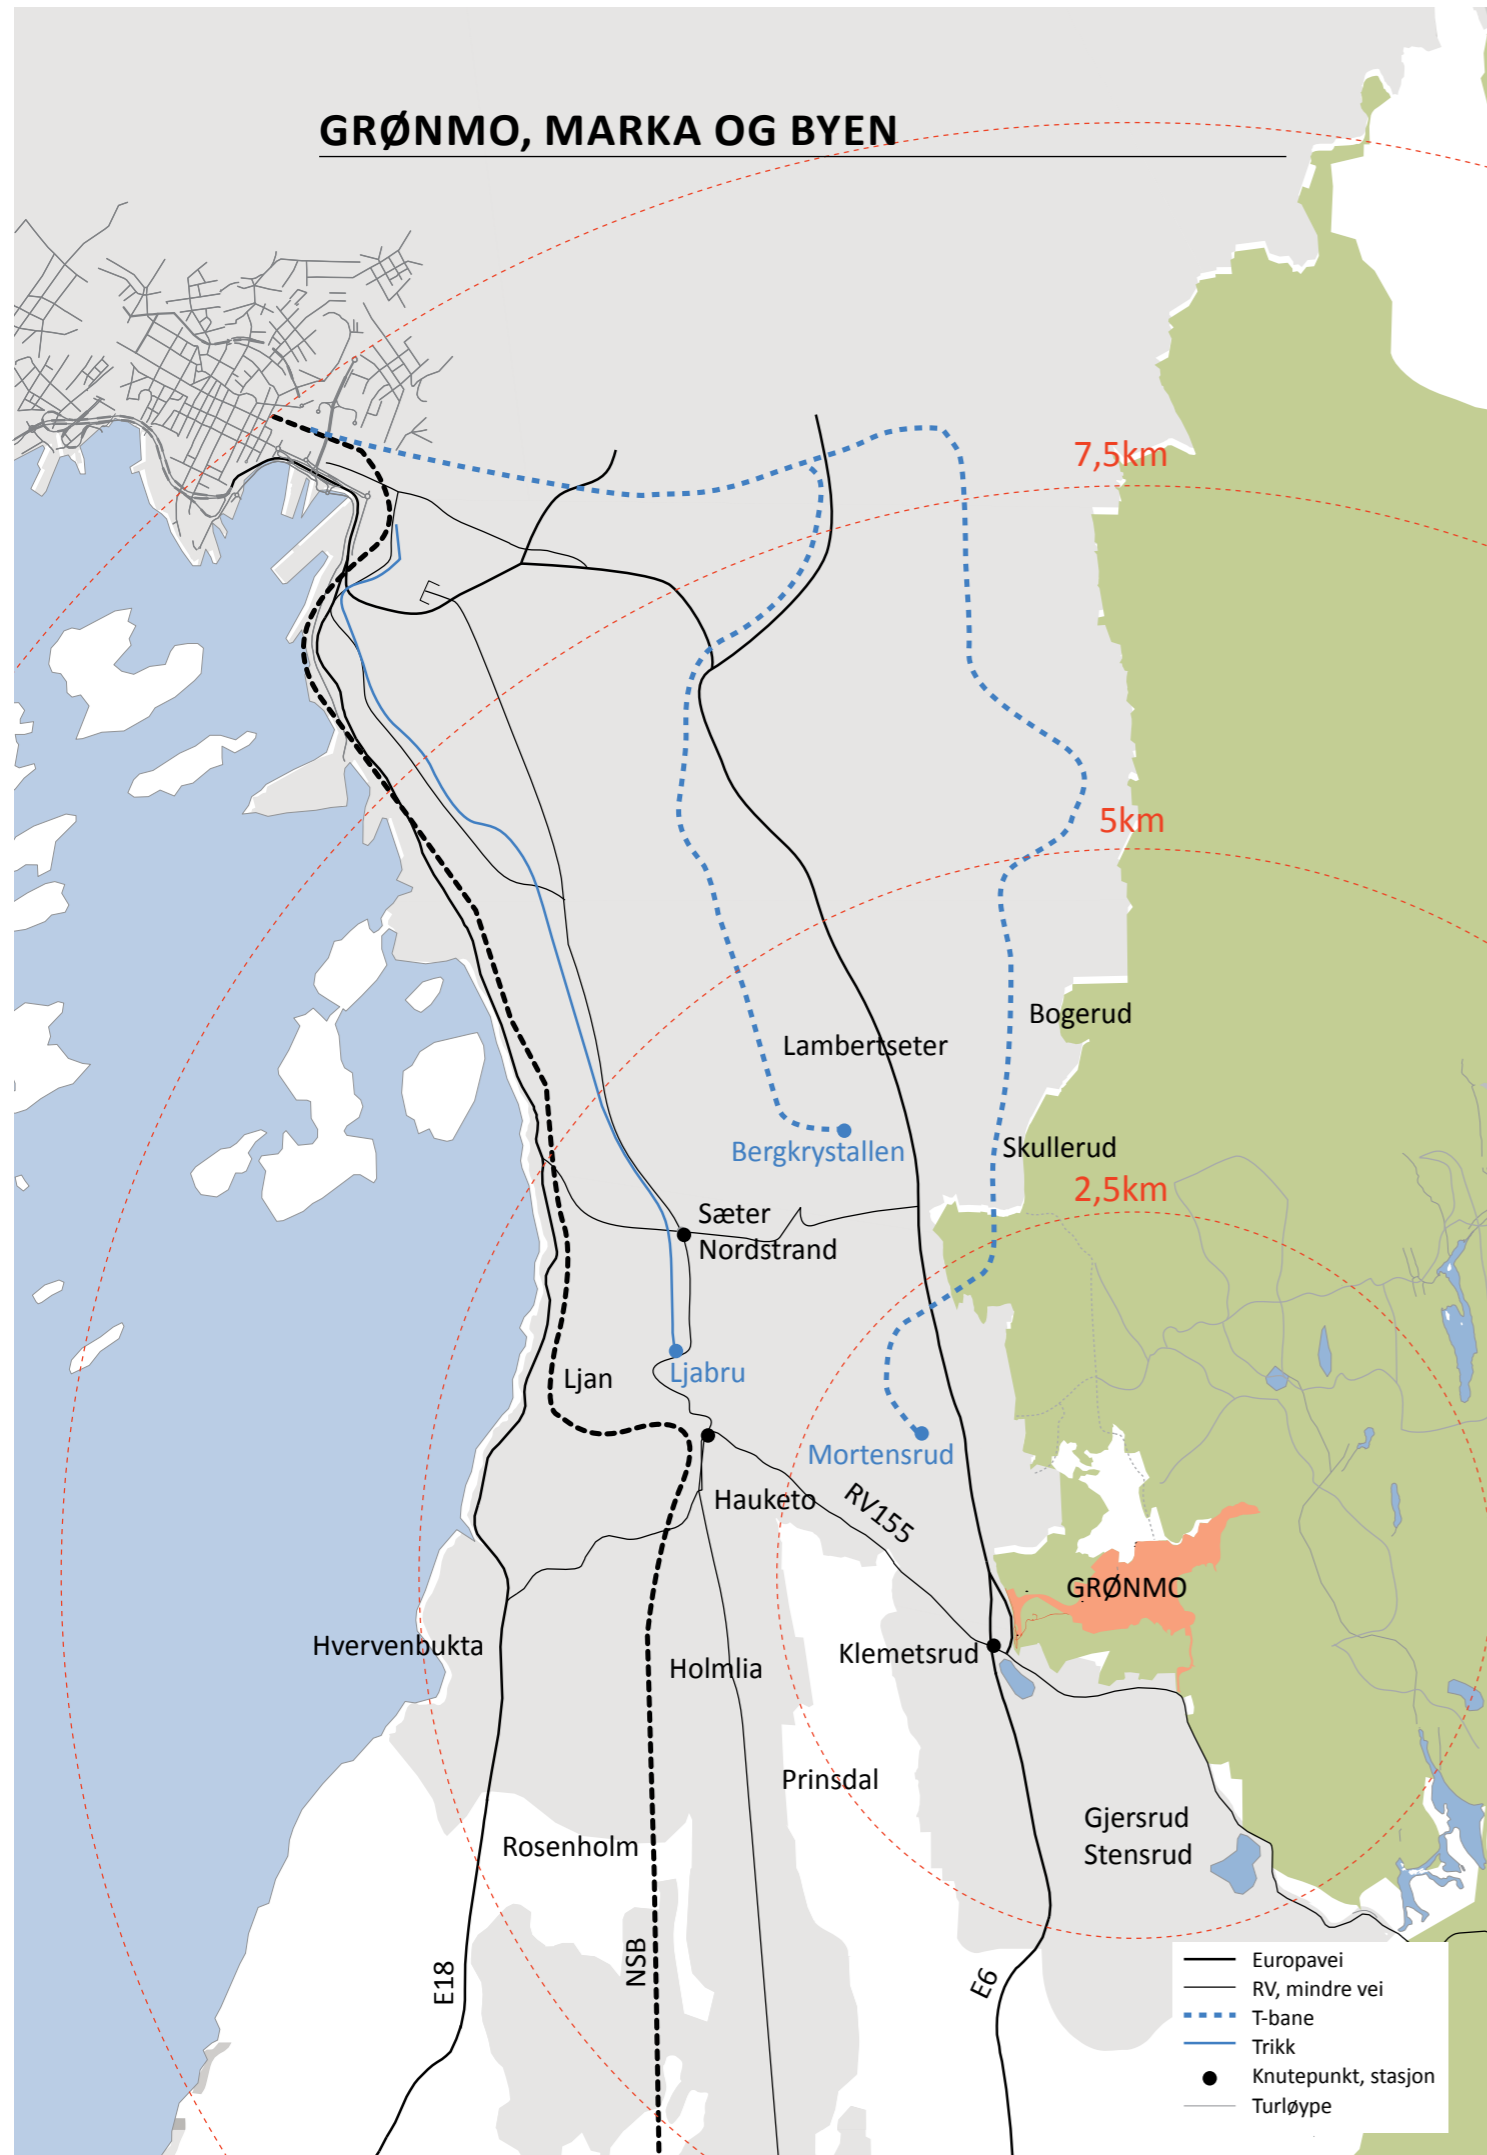 GRØNMO, MARKA OG BYEN
7,5km
5km
Bogerud
Lambertseter
Bergkrystallen
Skullerud
2,5km
Sæter
Nordstrand
Ljan
Ljabru
Mortensrud
Hauketo
RV155
GRØNMO
Hvervenbukta
Holmlia
Klemetsrud
Prinsdal
Gjersrud
Stensrud
Rosenholm
E18
NSB
E6
Europavei
RV, mindre vei
T-bane
Trikk
Knutepunkt, stasjon
Turløype